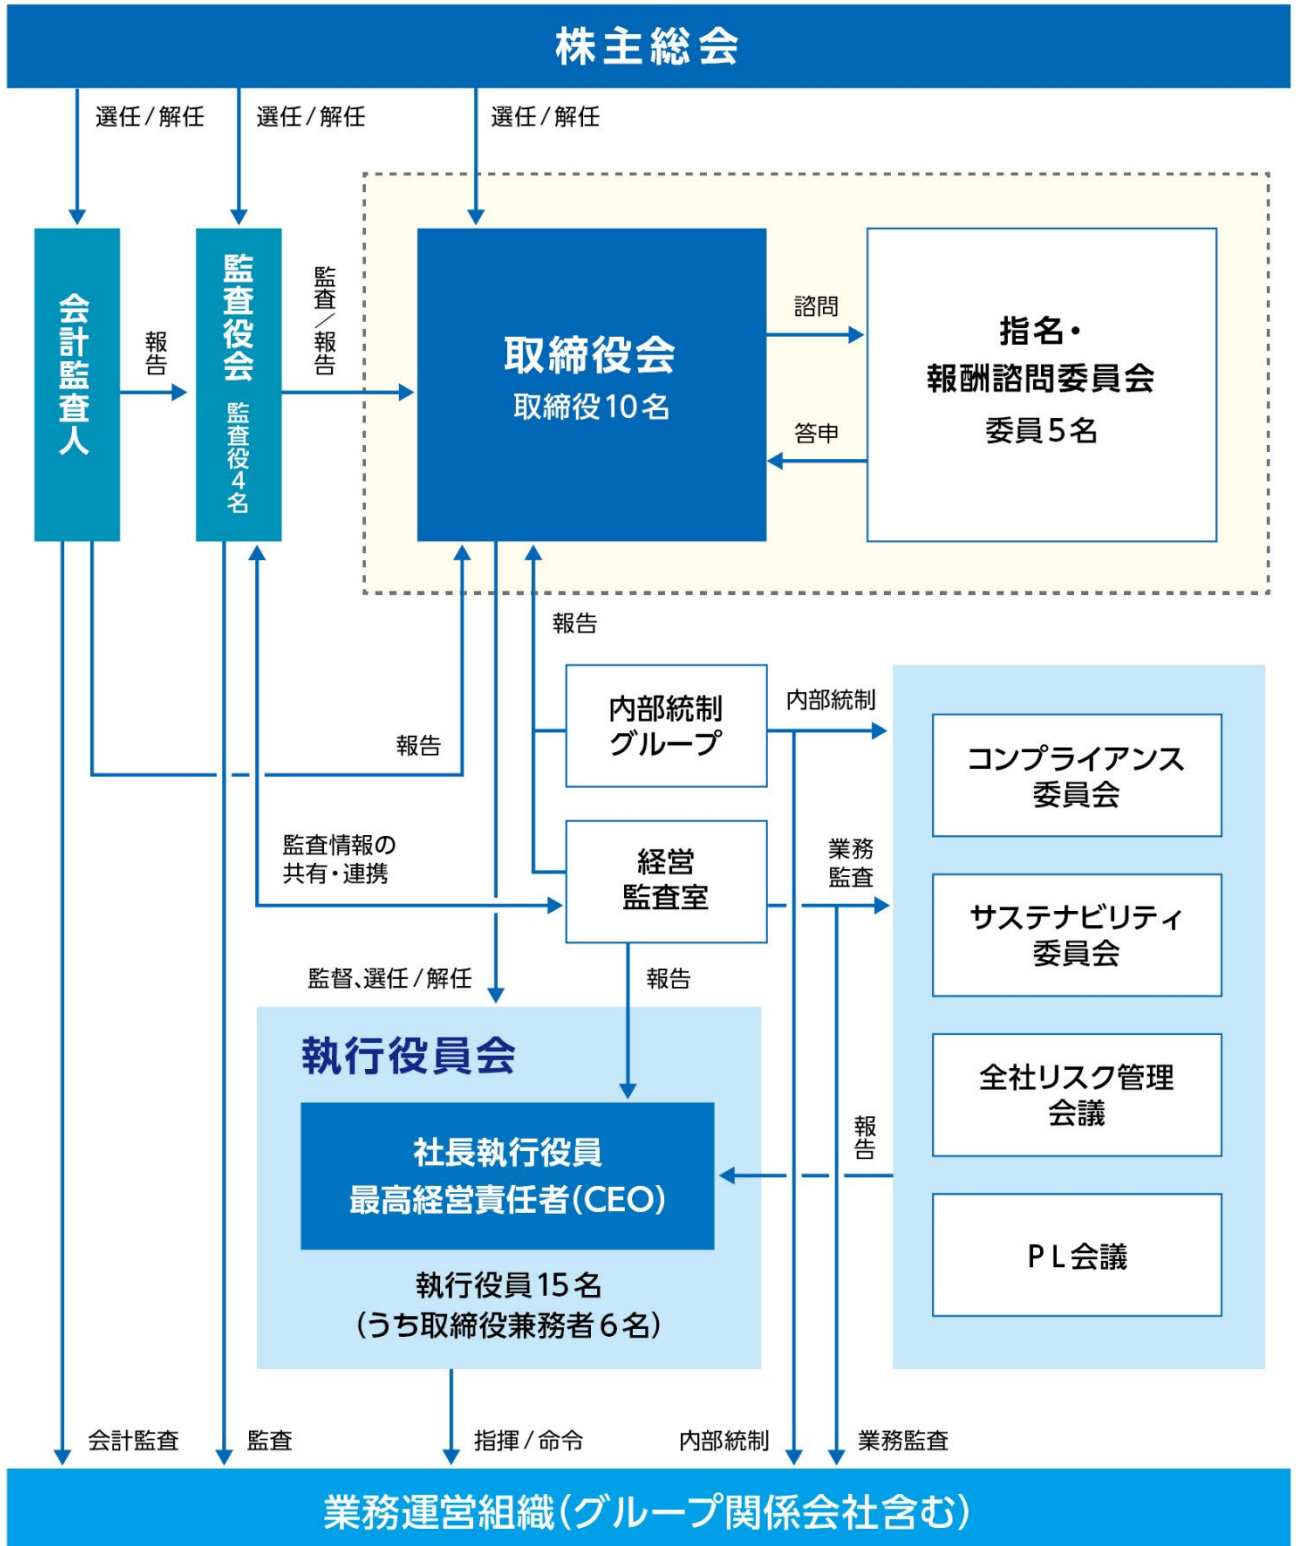 株主総会
選任/解任
選任/解任
選任/解任
会計監査人
報告
監査役会
監査役4名
監査/報告
取締役会
取締役10名
諮問
答申
指名・
報酬諮問委員会
委員5名
報告
報告
内部統制
グループ
内部統制
監査情報の
共有・連携
経営
監査室
業務
監査
コンプライアンス
委員会
サステナビリティ
委員会
全社リスク管理
会議
PL会議
監督、選任/解任
報告
執行役員会
社長執行役員
最高経営責任者(CEO)
報告
執行役員15名
(うち取締役兼務者6名)
会計監査
監査
指揮/命令
内部統制
業務監査
業務運営組織(グループ関係会社含む)